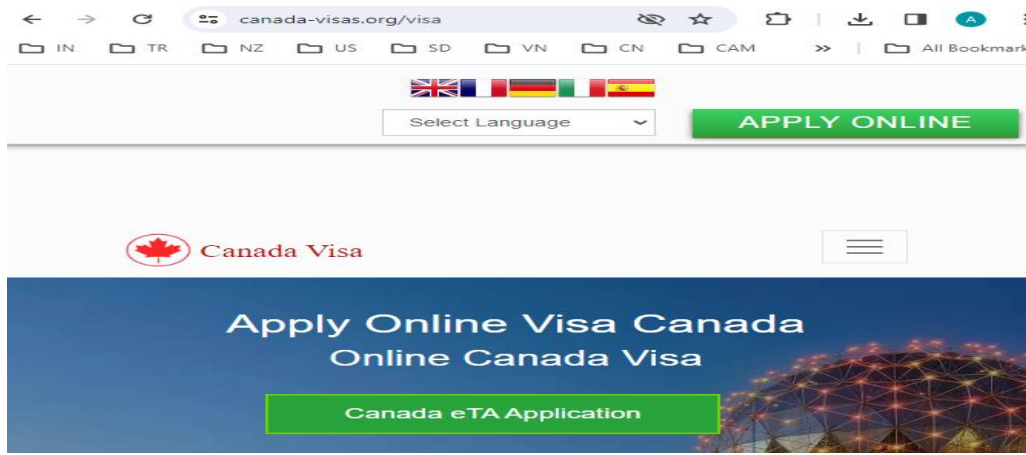 canada-visas.org/visa
A
IN TR NZ US SD VN CN CAM >> All Bookmark
Select Language
APPLY ONLINE
Canada Visa
Apply Online Visa Canada
Online Canada Visa
Canada eTA Application